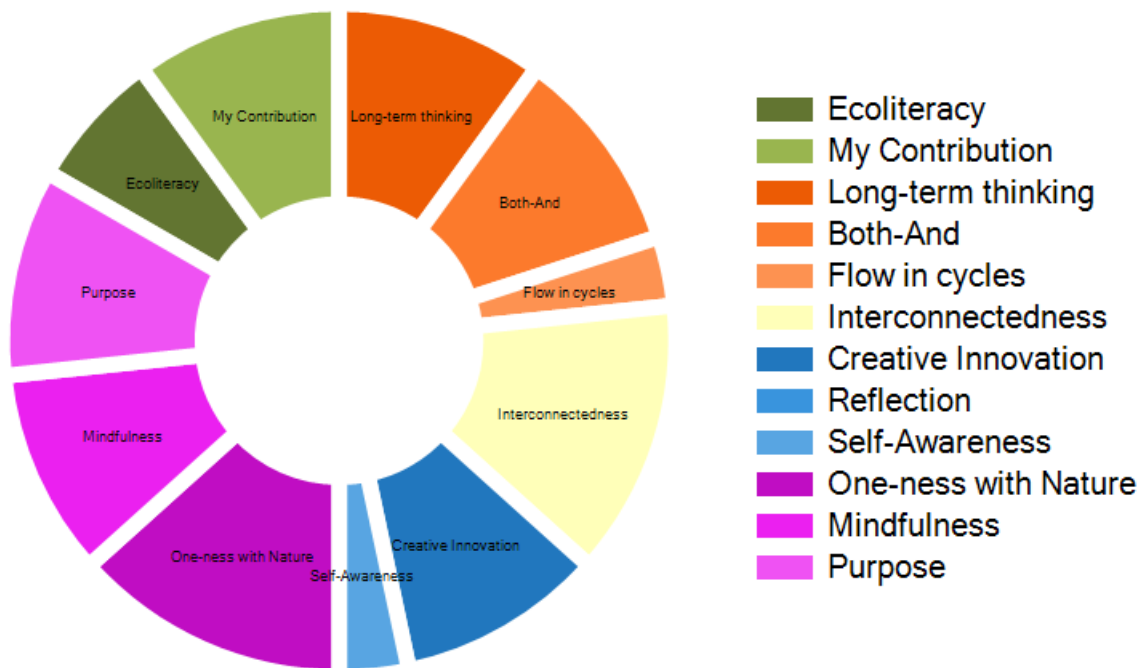 My Contribution
Long-term thinking
Ecoliteracy
Both-And
Purpose
Flow in cycles
Mindfulness
Interconnectedness
One-ness with Nature
Creative Innovation
Self-Awareness
Ecoliteracy
My Contribution
Long-term thinking
Both-And
Flow in cycles
Interconnectedness
Creative Innovation
Reflection
Self-Awareness
One-ness with Nature
Mindfulness
Purpose